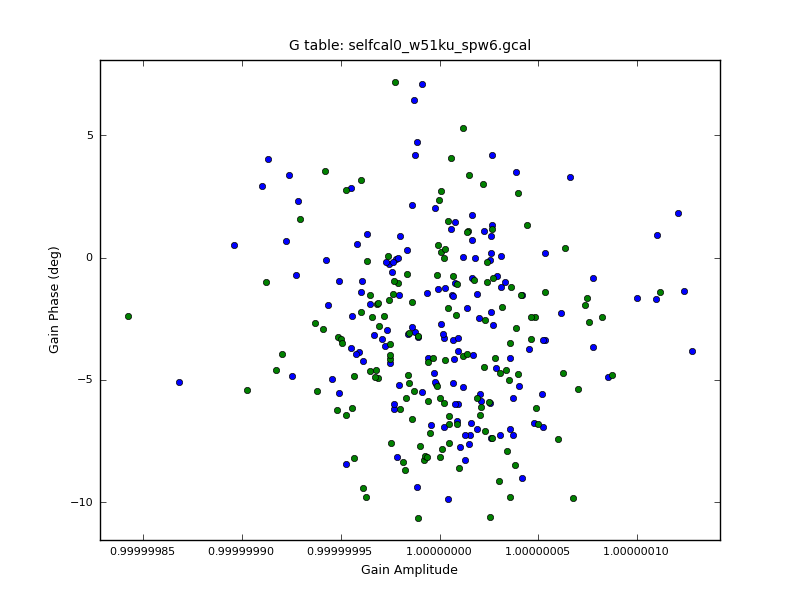 G table: selfcal0_w51ku_spw6.gcal
5
0
−5
−10
Gain Phase (deg)
0.99999985 0.99999990 0.99999995 1.00000000 1.00000005 1.00000010
Gain Amplitude